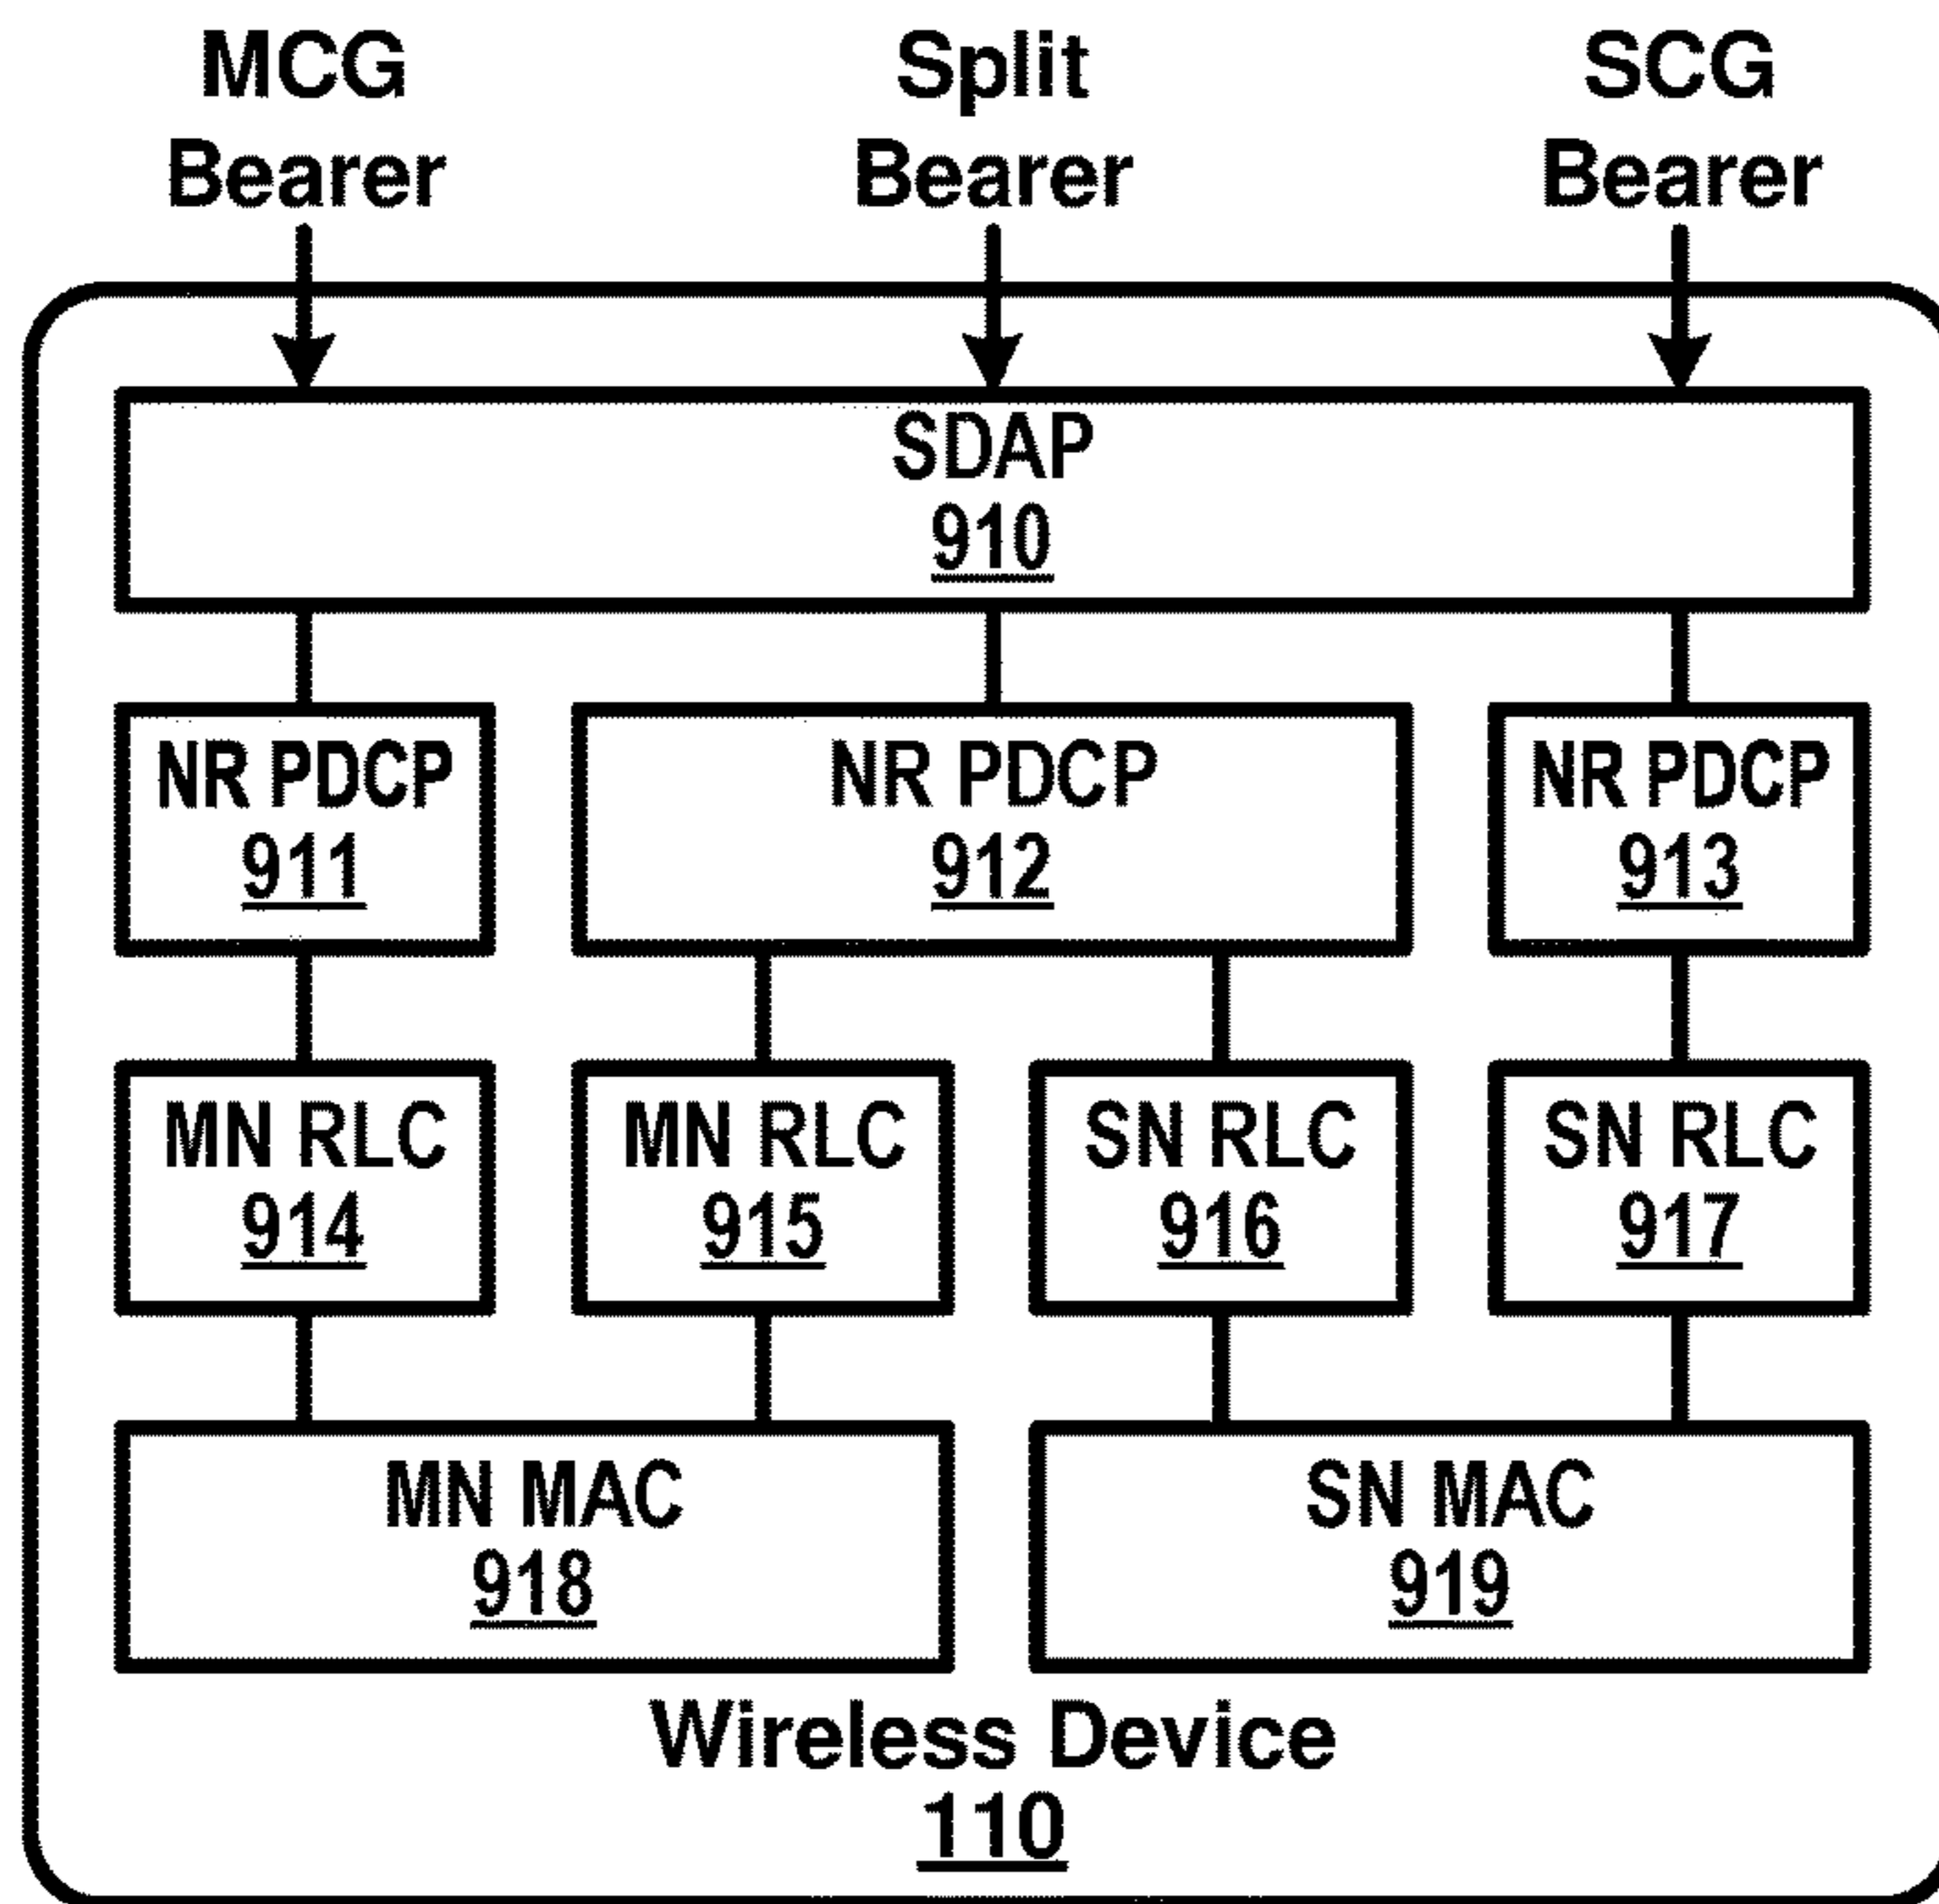 MCG
Bearer
Split
Bearer
SCG
Bearer
SDAP
910
NR PDCP
911
NR PDCP
912
NR PDCP
913
MN RLC
914
MN RLC
915
SN RLC
916
SN RLC
917
MN MAC
918
SN MAC
919
Wireless Device
110